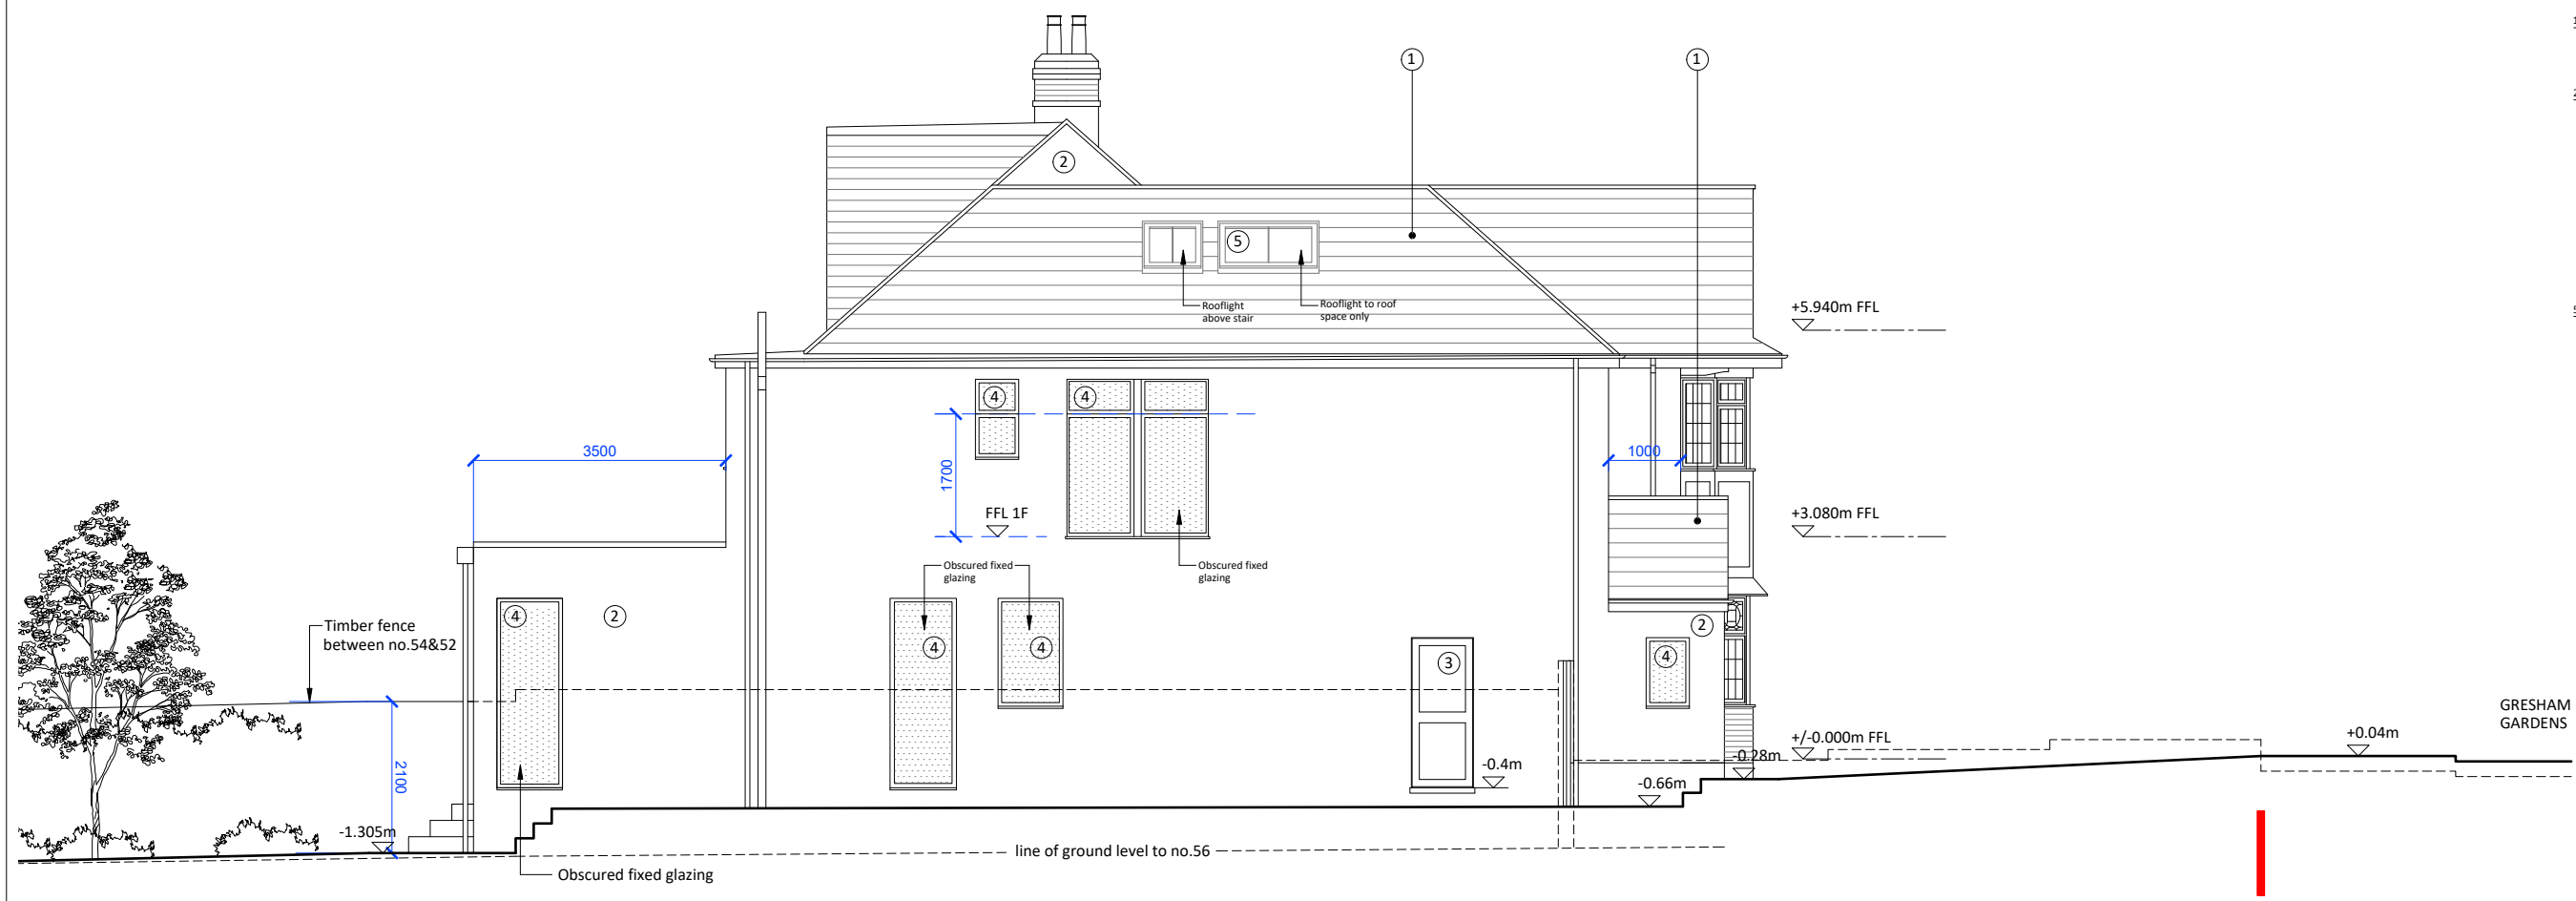 1
1
2
5
Rooflight
above stair
Rooflight to roof
space only
+5.940m FFL
4
4
3500
1000
1700
FFL 1F
+3.080m FFL
Obscured fixed
glazing
Obscured fixed
glazing
4
2
2
Timber fence
between no.54&52
4
4
3
4
GRESHAM
GARDENS
+/-0.000m FFL
+0.04m
-0.28m
-0.4m
2100
-0.66m
-1.305m
line of ground level to no.56
Obscured fixed glazing